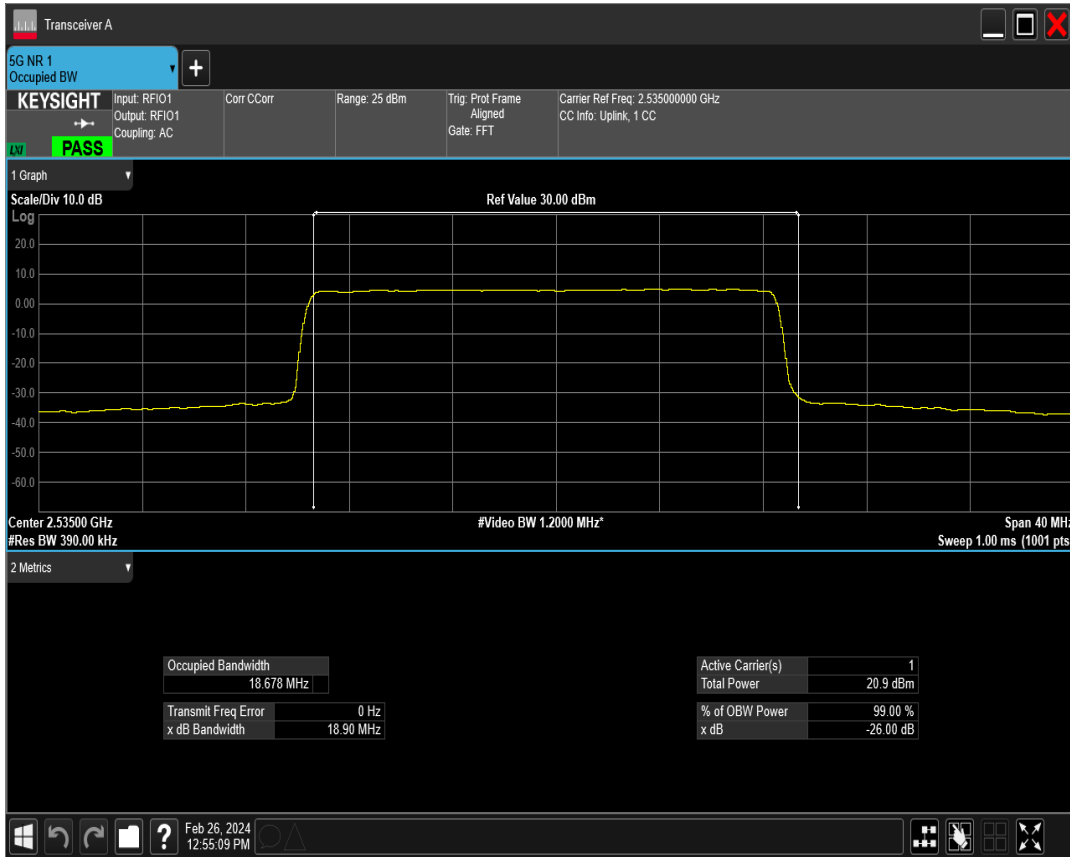 Transceiver A
5G NR 1
Occupied BW
KEYSIGHT
LXI
PASS
Input: RFIO1
Output: RFIO1
Coupling: AC
Corr CCorr
Range: 25 dBm
Trig: Prot Frame
Aligned
Gate: FFT
Carrier Ref Freq: 2.535000000 GHz
CC Info: Uplink, 1 CC
1 Graph
Scale/Div 10.0 dB
Ref Value 30.00 dBm
Log
20.0
10.0
0.00
-10.0
-20.0
-30.0
-40.0
-50.0
-60.0
Center 2.53500 GHz
#Video BW 1.2000 MHz*
Span 40 MHz
#Res BW 390.00 kHz
Sweep 1.00 ms (1001 pts
2 Metrics
Occupied Bandwidth
18.678 MHz
Transmit Freq Error 0 Hz
x dB Bandwidth 18.90 MHz
Active Carrier(s) 1
Total Power 20.9 dBm
% of OBW Power 99.00 %
x dB -26.00 dB
?
Feb 26, 2024
12:55:09 PM